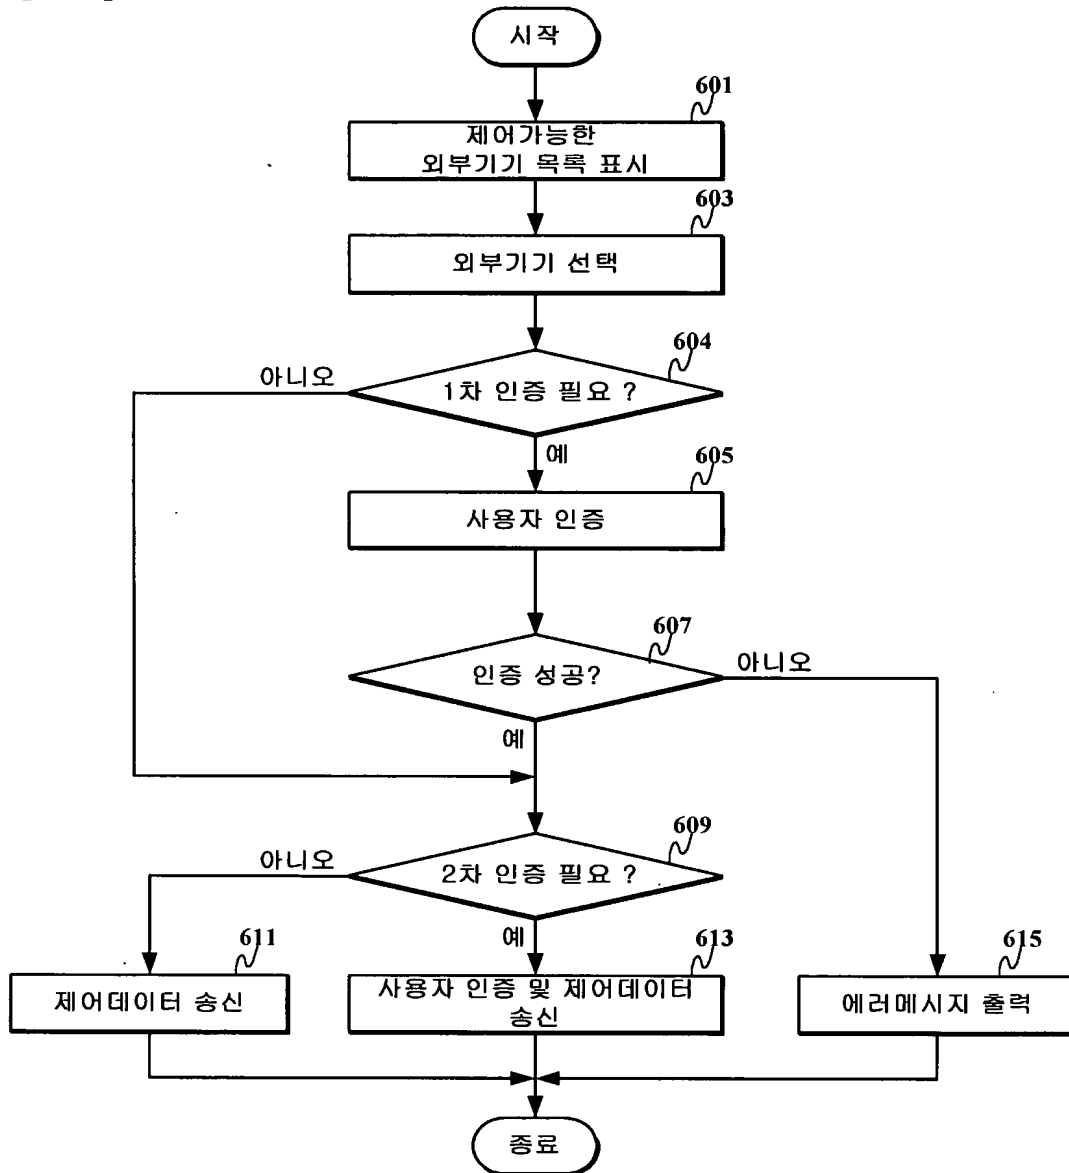 시작
601
제어가능한
외부기기 목록 표시
603
외부기기 선택
604
아니오
1차 인증 필요 ?
예
605
사용자 인증
607
인증 성공?
아니오
예
609
아니오
2차 인증 필요 ?
예
611
제어데이터 송신
613
사용자 인증 및 제어데이터
송신
615
에러메시지 출력
종료